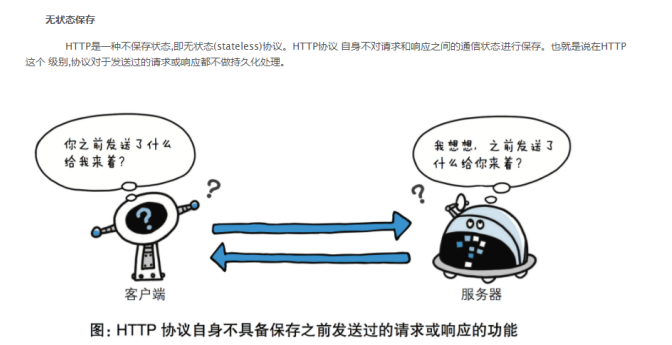 无状态保存
HTTP是一种不保存状态,即无状态(stateless)协议。HTTP协议 自身不对请求和响应之间的通信状态进行保存。也就是说在HTTP
这个 级别,协议对于发送过的请求或响应都不做持久化处理。
你之前发送了什么
给我来着？
我想想，之前发送了
什么给你来着？
?
?
?
?
客户端
服务器
图：HTTP 协议自身不具备保存之前发送过的请求或响应的功能